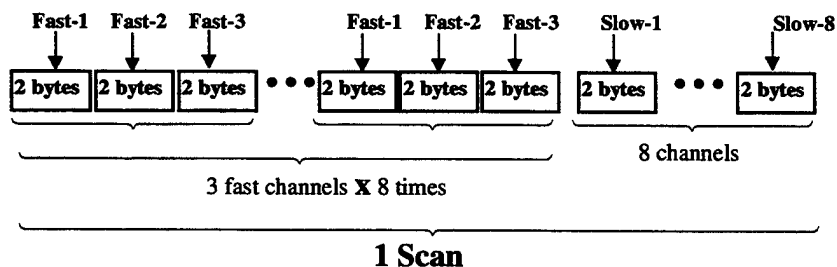 Fast-1 Fast-2 Fast-3 Fast-1 Fast-2 Fast-3 Slow-1 Slow-8
2 bytes 2 bytes 2 bytes 2 bytes 2 bytes 2 bytes 2 bytes 2 bytes
8 channels
3 fast channels X 8 times
1 Scan